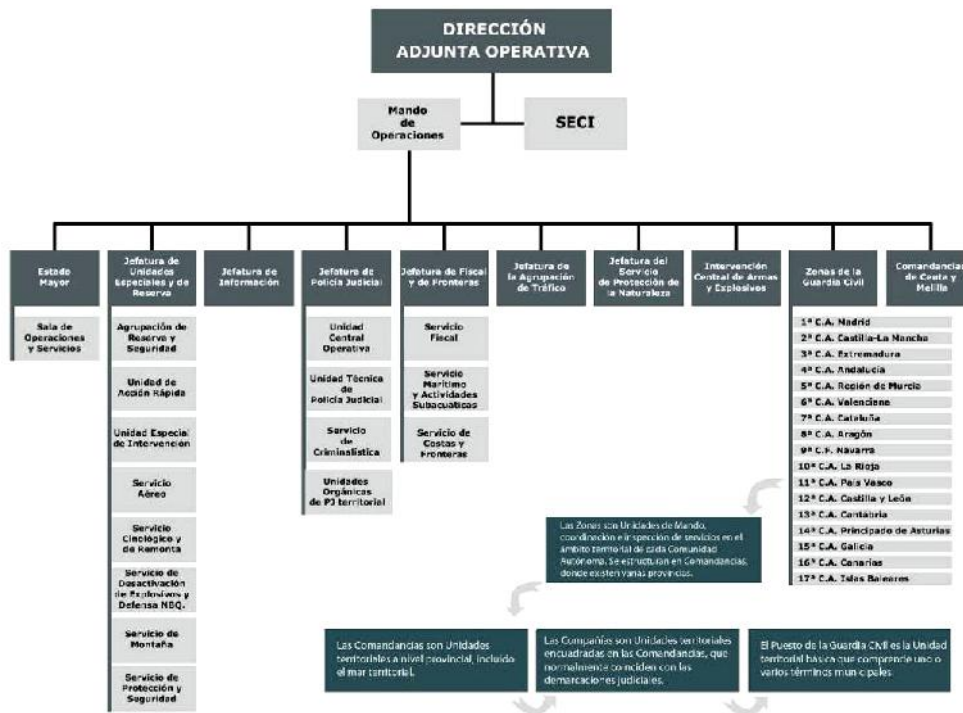 DIRECCIÓN
ADJUNTA OPERATIVA
Mando
de
Operaciones
SECI
Estado
Mayor
Sala de
Operaciones
y Servicios
Jefatura de
Unidades
Especiales y de
Reserva
Agrupación de
Reserva y
Seguridad
Unidad de
Acción Rápida
Unidad Especial
de Intervención
Servicio
Aéreo
Servicio
Cinológico y
de Remonta
Servicio de
Desactivación
de Explosivos y
Defensa NBQ.
Servicio de
Montaña
Servicio de
Protección y
Seguridad
Jefatura de
Información
Jefatura de
Policía Judicial
Unidad
Central
Operativa
Unidad Técnica
de
Policía Judicial
Servicio
de
Criminalística
Unidades
Orgánicas
de PJ territorial
Jefatura de Fiscal
y de Fronteras
Servicio
Fiscal
Servicio
Marítimo
y Actividades
Subacuáticas
Servicio de
Costas y
Fronteras
Jefatura de
la Agrupación
de Tráfico
Jefatura del
Servicio
de Protección de
la Naturaleza
Intervención
Central de Armas
y Explosivos
Zonas de la
Guardia Civil
1ª C.A. Madrid
2ª C.A. Castilla-La Mancha
3ª C.A. Extremadura
4ª C.A. Andalucía
5ª C.A. Región de Murcia
6ª C.A. Valenciana
7ª C.A. Cataluña
8ª C.A. Aragón
9ª C.F. Navarra
10ª C.A. La Rioja
11ª C.A. País Vasco
12ª C.A. Castilla y León
13ª C.A. Cantabria
14ª C.A. Principado de Asturias
15ª C.A. Galicia
16ª C.A. Canarias
17ª C.A. Islas Baleares
Comandancias
de Ceuta y
Melilla
Las Zonas son Unidades de Mando,
coordinación e inspección de servicios en el
ámbito territorial de cada Comunidad
Autónoma. Se estructuran en Comandancias,
donde existen varias provincias.
Las Comandancias son Unidades
territoriales a nivel provincial, incluido
el mar territorial.
Las Compañías son Unidades territoriales
encuadradas en las Comandancias, que
normalmente coinciden con las
demarcaciones judiciales.
El Puesto de la Guardia Civil es la Unidad
territorial básica que comprende uno o
varios términos municipales